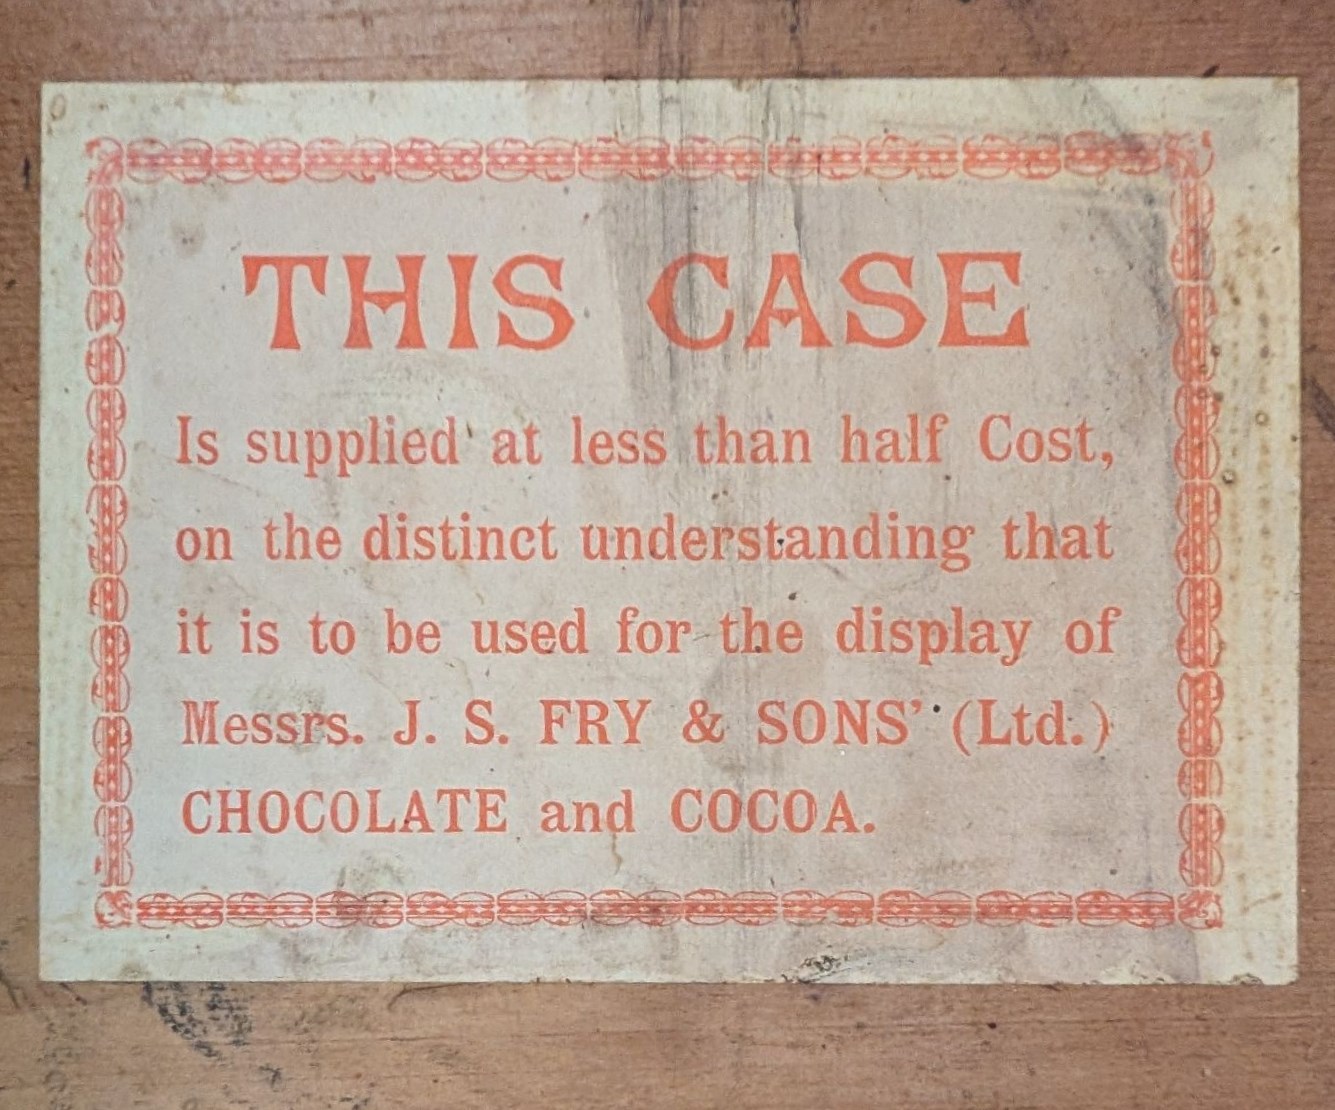 THIS CASE
Is supplied at less than half Cost,
on the distinct understanding that
it is to be used for the display of
Messrs. J. S. FRY & SONS' (Ltd.)
CHOCOLATE and COCOA.